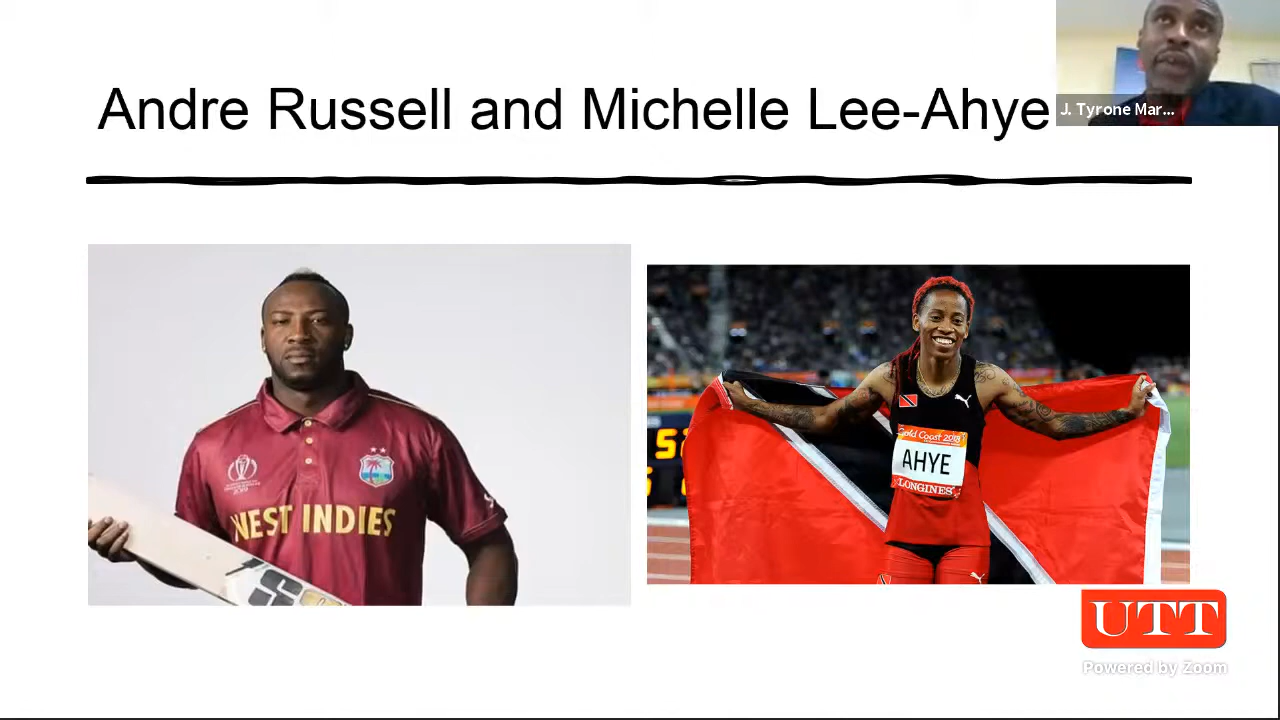 Andre Russell and Michelle Lee-Ahye
J. Tyrone Mar...
WEST INDIES
Gold Coast 2018
AHYE
LONGINES
UTT
Powered by Zoom